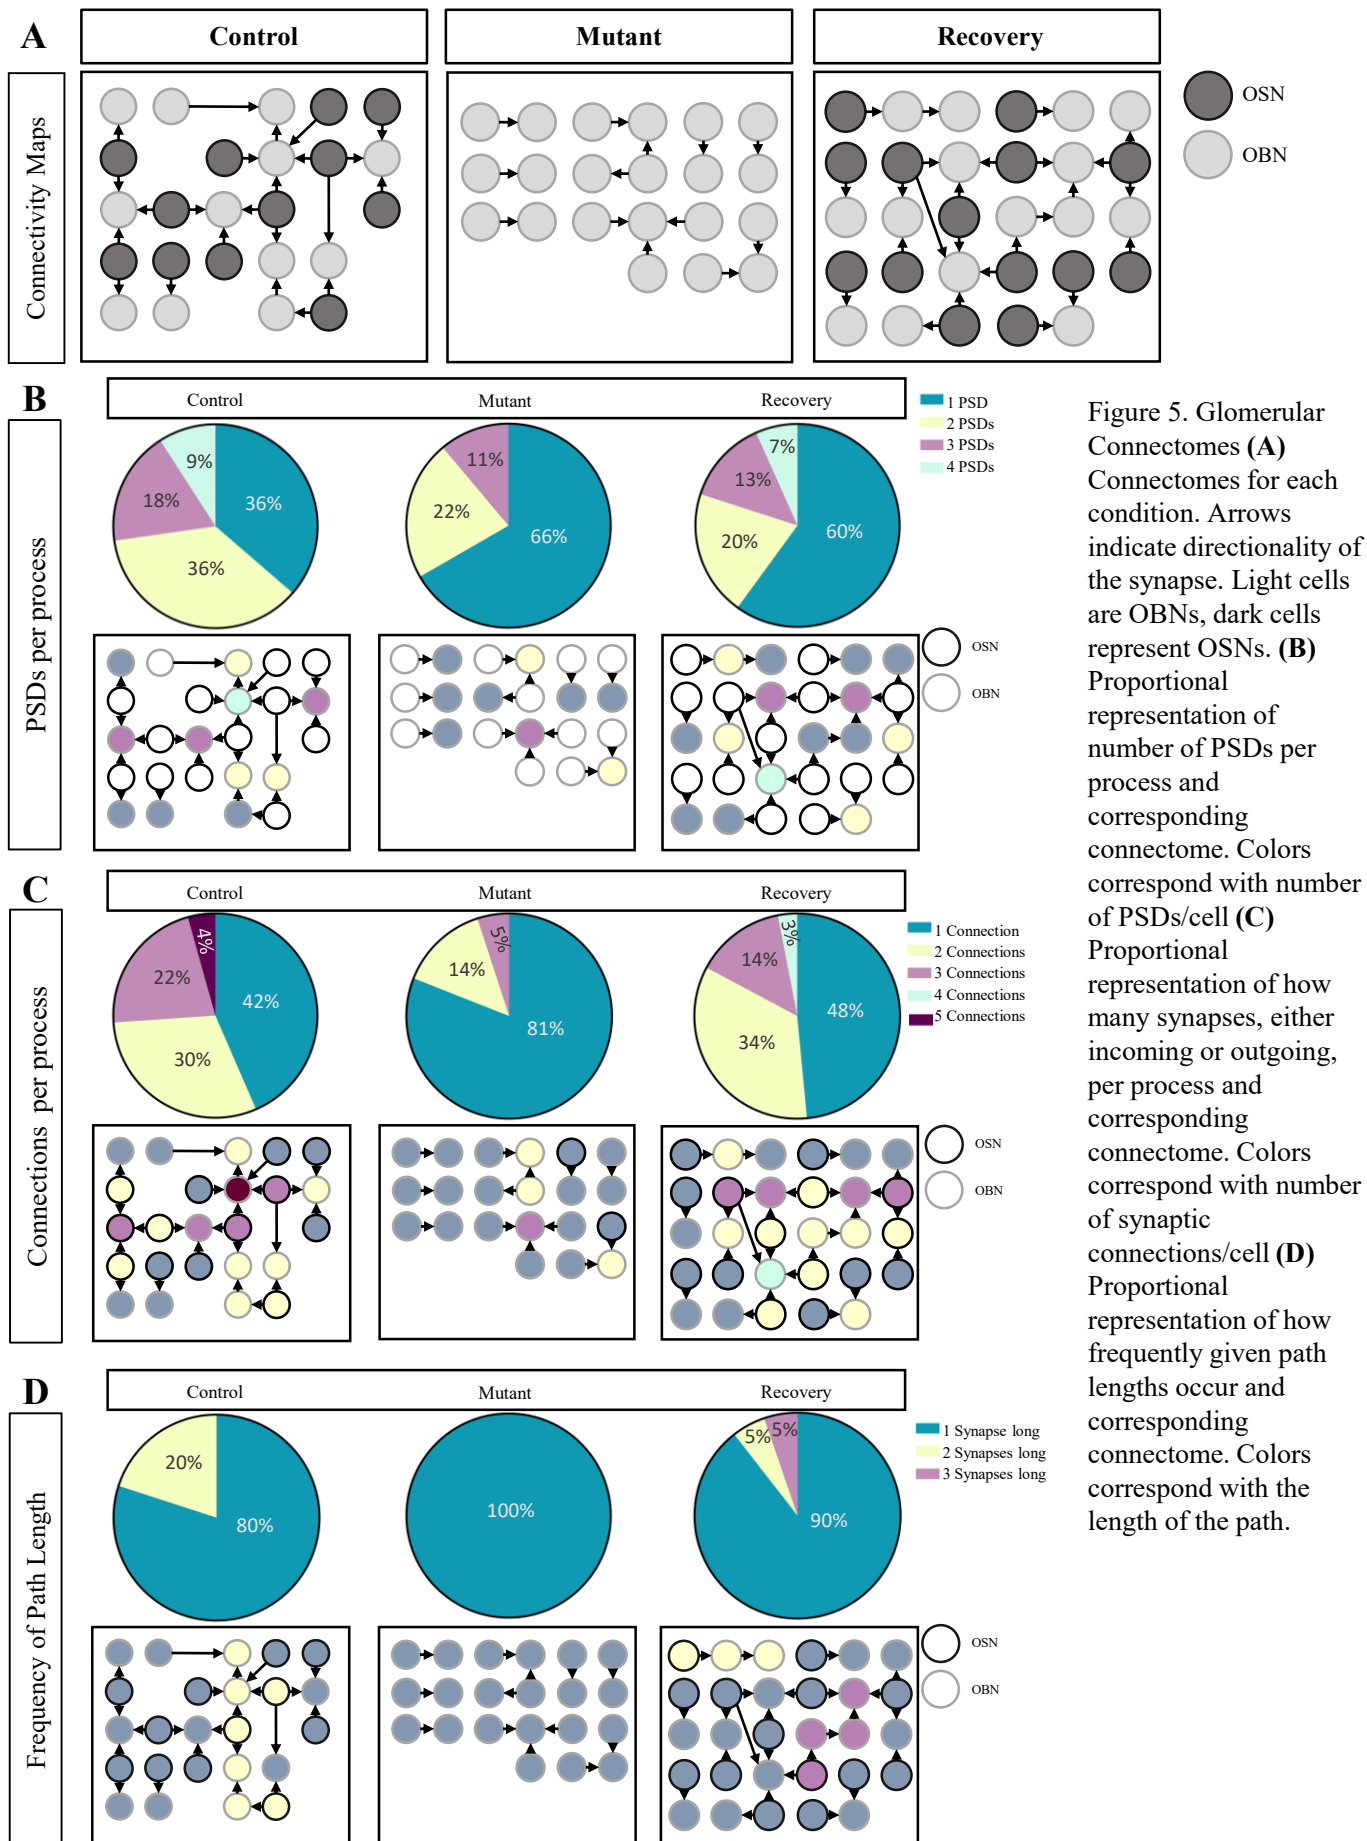 A
Control
Mutant
Recovery
Connectivity Maps
OSN
OBN
B
PSDs per process
Control
Mutant
Recovery
1 PSD
2 PSDs
3 PSDs
4 PSDs
9%
18%
36%
36%
11%
22%
66%
7%
13%
20%
60%
OSN
OBN
C
Connections per process
Control
Mutant
Recovery
1 Connection
2 Connections
3 Connections
4 Connections
5 Connections
4%
22%
42%
30%
5%
14%
81%
3%
14%
48%
34%
OSN
OBN
D
Frequency of Path Length
Control
Mutant
Recovery
1 Synapse long
2 Synapses long
3 Synapses long
20%
80%
100%
5%
5%
90%
OSN
OBN
Figure 5. Glomerular
Connectomes (A)
Connectomes for each
condition. Arrows
indicate directionality of
the synapse. Light cells
are OBNs, dark cells
represent OSNs. (B)
Proportional
representation of
number of PSDs per
process and
corresponding
connectome. Colors
correspond with number
of PSDs/cell (C)
Proportional
representation of how
many synapses, either
incoming or outgoing,
per process and
corresponding
connectome. Colors
correspond with number
of synaptic
connections/cell (D)
Proportional
representation of how
frequently given path
lengths occur and
corresponding
connectome. Colors
correspond with the
length of the path.